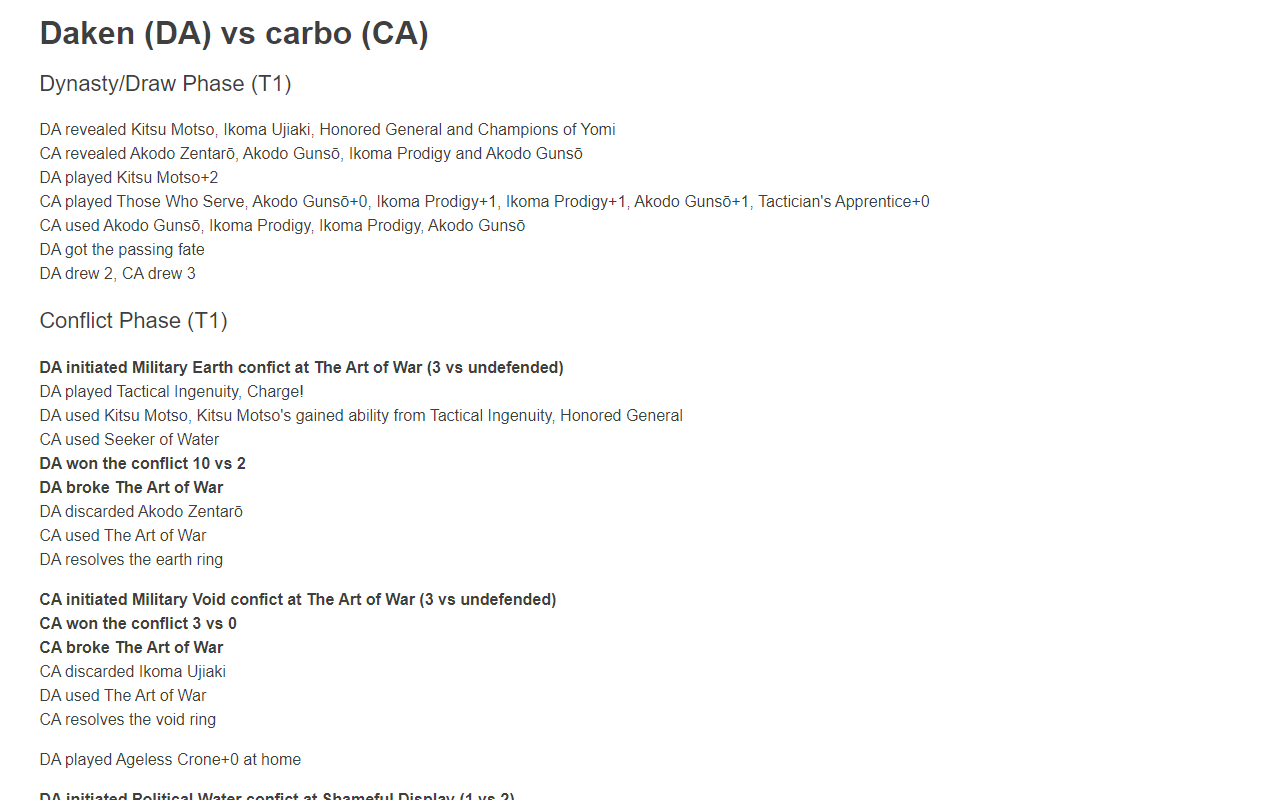 Daken (DA) vs carbo (CA)
Dynasty/Draw Phase (T1)
DA revealed Kitsu Motso, Ikoma Ujiaki, Honored General and Champions of Yomi
CA revealed Akodo Zentarō, Akodo Gunsō, Ikoma Prodigy and Akodo Gunsō
DA played Kitsu Motso+2
CA played Those Who Serve, Akodo Gunsō+0, Ikoma Prodigy+1, Ikoma Prodigy+1, Akodo Gunsō+1, Tactician's Apprentice+0
CA used Akodo Gunsō, Ikoma Prodigy, Ikoma Prodigy, Akodo Gunsō
DA got the passing fate
DA drew 2, CA drew 3
Conflict Phase (T1)
DA initiated Military Earth confict at The Art of War (3 vs undefended)
DA played Tactical Ingenuity, Charge!
DA used Kitsu Motso, Kitsu Motso's gained ability from Tactical Ingenuity, Honored General
CA used Seeker of Water
DA won the conflict 10 vs 2
DA broke The Art of War
DA discarded Akodo Zentarō
CA used The Art of War
DA resolves the earth ring
CA initiated Military Void confict at The Art of War (3 vs undefended)
CA won the conflict 3 vs 0
CA broke The Art of War
CA discarded Ikoma Ujiaki
DA used The Art of War
CA resolves the void ring
DA played Ageless Crone+0 at home
DA initiated Political Water confict at Shameful Display (1 vs 2)